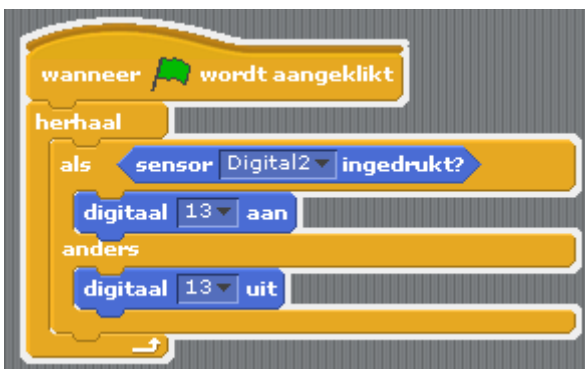 wanneer wordt aangeklikt
herhaal
als sensor Digital2 ingedrukt?
digitaal 13 aan
anders
digitaal 13 uit